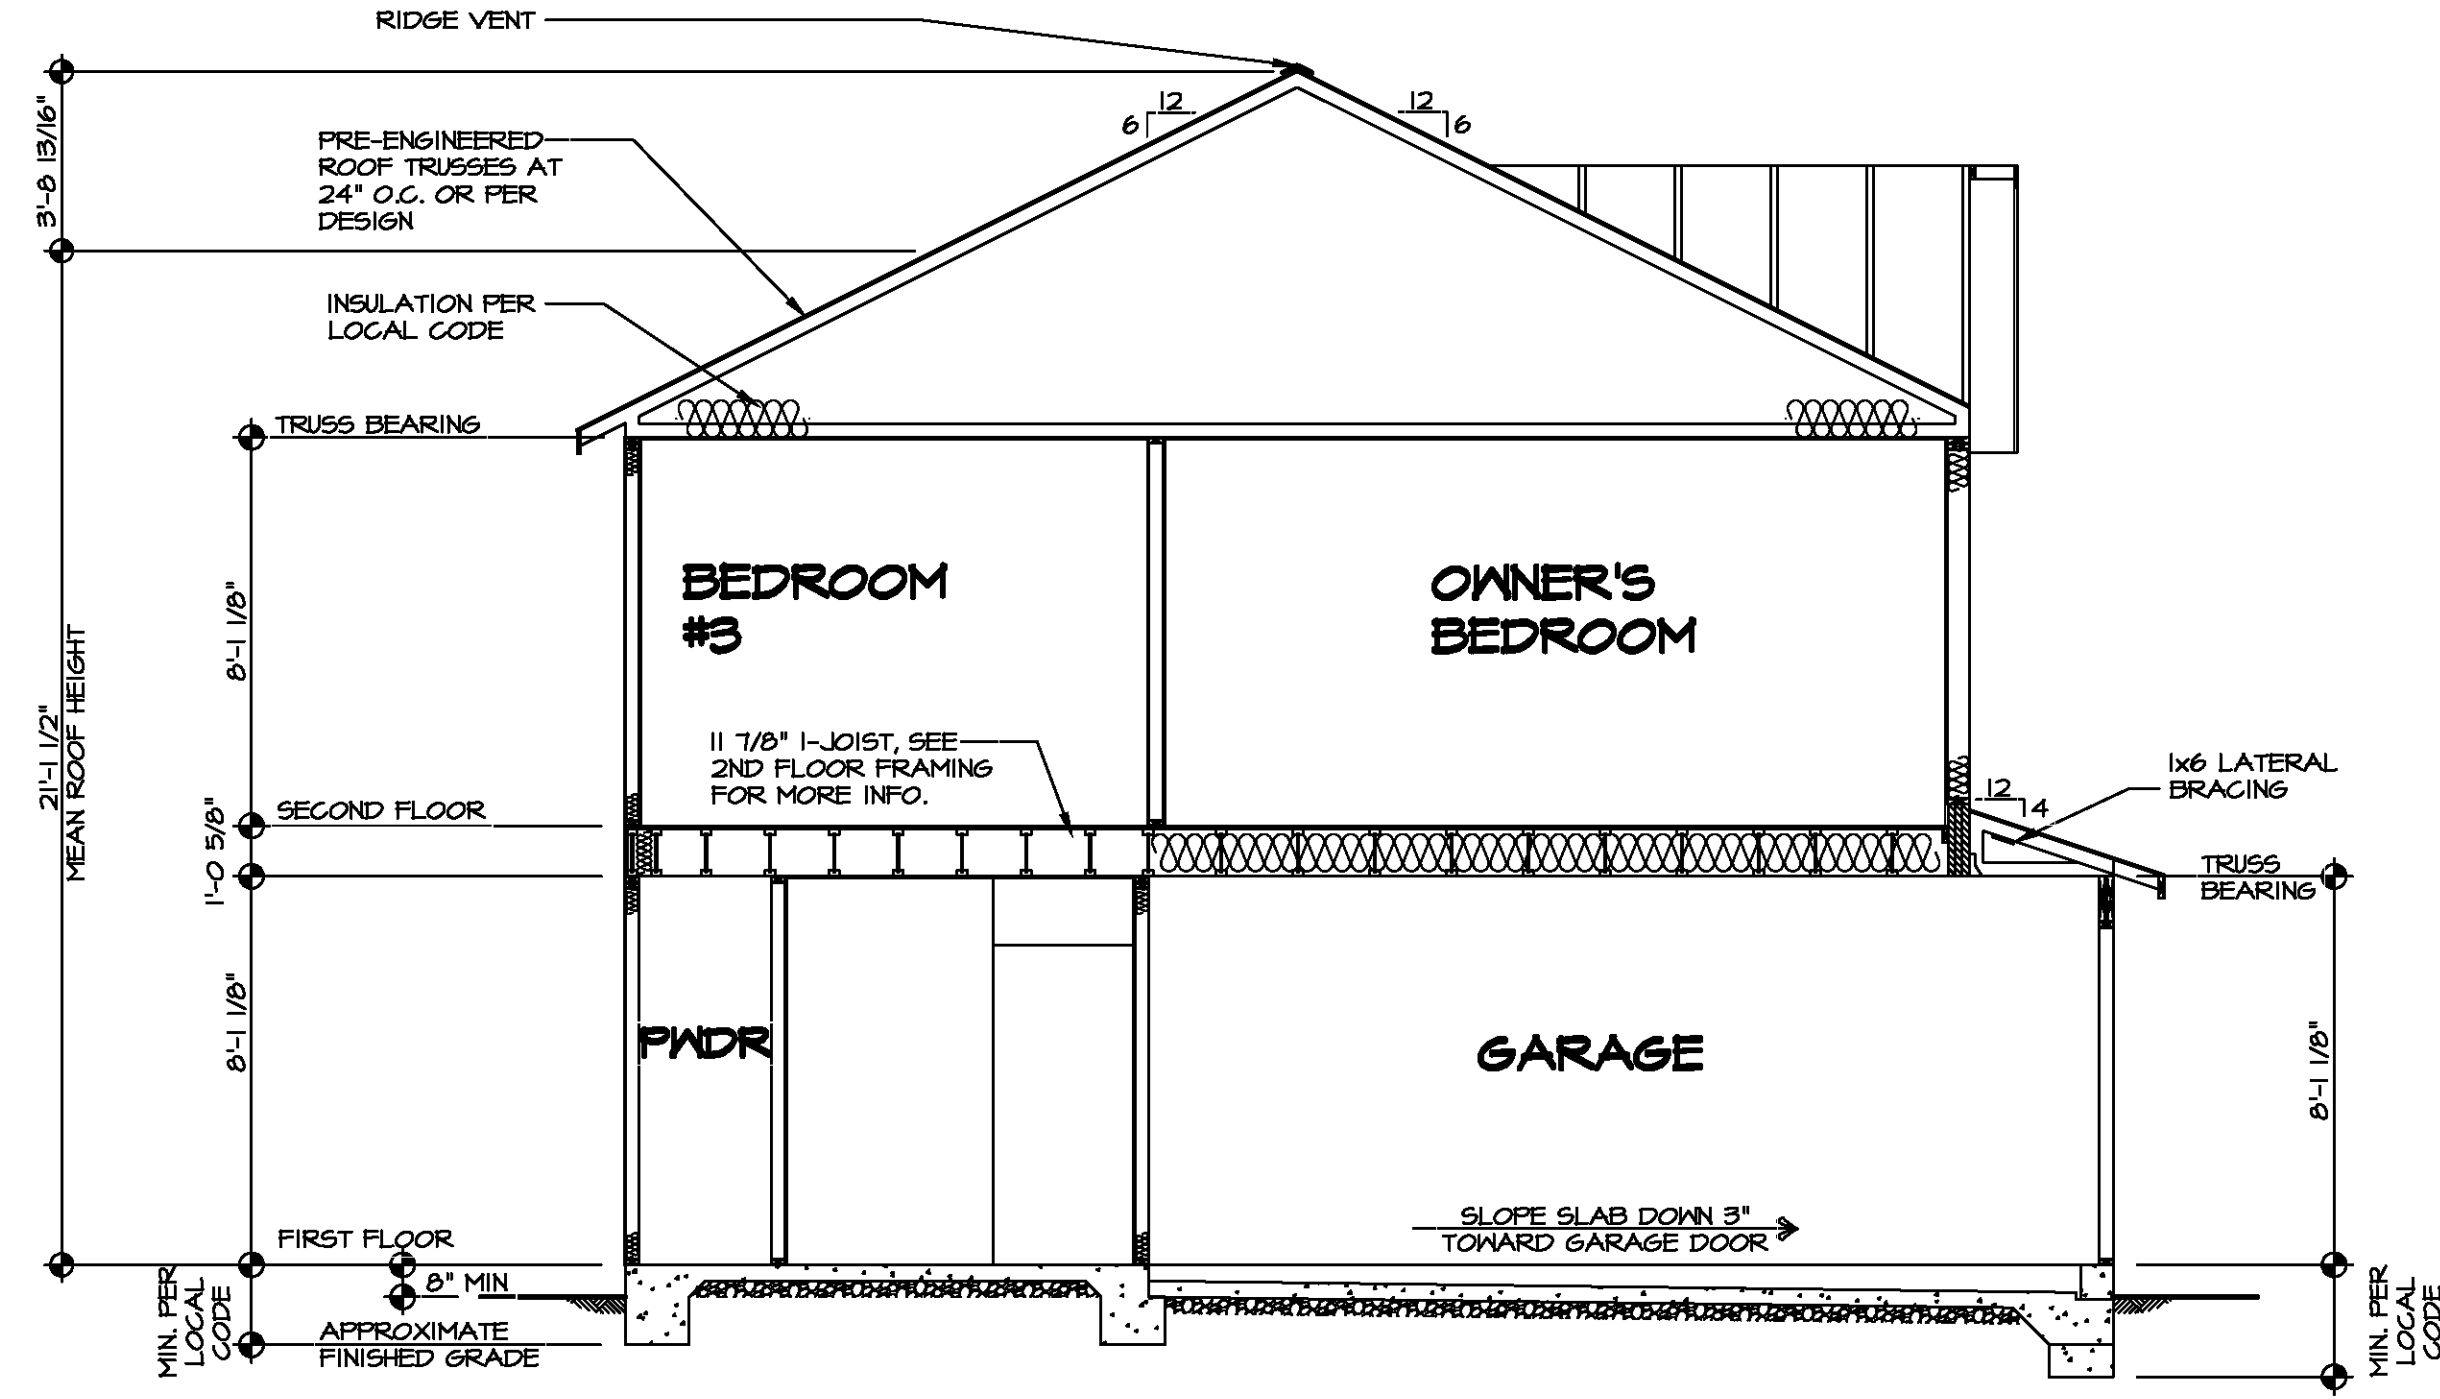 RIDGE VENT
3'-8 13/16"
12
6
12
6
PRE-ENGINEERED
ROOF TRUSSES AT
24" O.C. OR PER
DESIGN
INSULATION PER
LOCAL CODE
TRUSS BEARING
8'-1 1/8"
BEDROOM
#3
OWNER'S
BEDROOM
21'-1 1/2"
MEAN ROOF HEIGHT
11 7/8" I-JOIST, SEE
2ND FLOOR FRAMING
FOR MORE INFO.
1x6 LATERAL
BRACING
12
4
SECOND FLOOR
1'-0 5/8"
TRUSS
BEARING
8'-1 1/8"
PWDR
GARAGE
8'-1 1/8"
SLOPE SLAB DOWN 3"
TOWARD GARAGE DOOR
FIRST FLOOR
8" MIN
MIN. PER
LOCAL
CODE
APPROXIMATE
FINISHED GRADE
MIN. PER
LOCAL
CODE